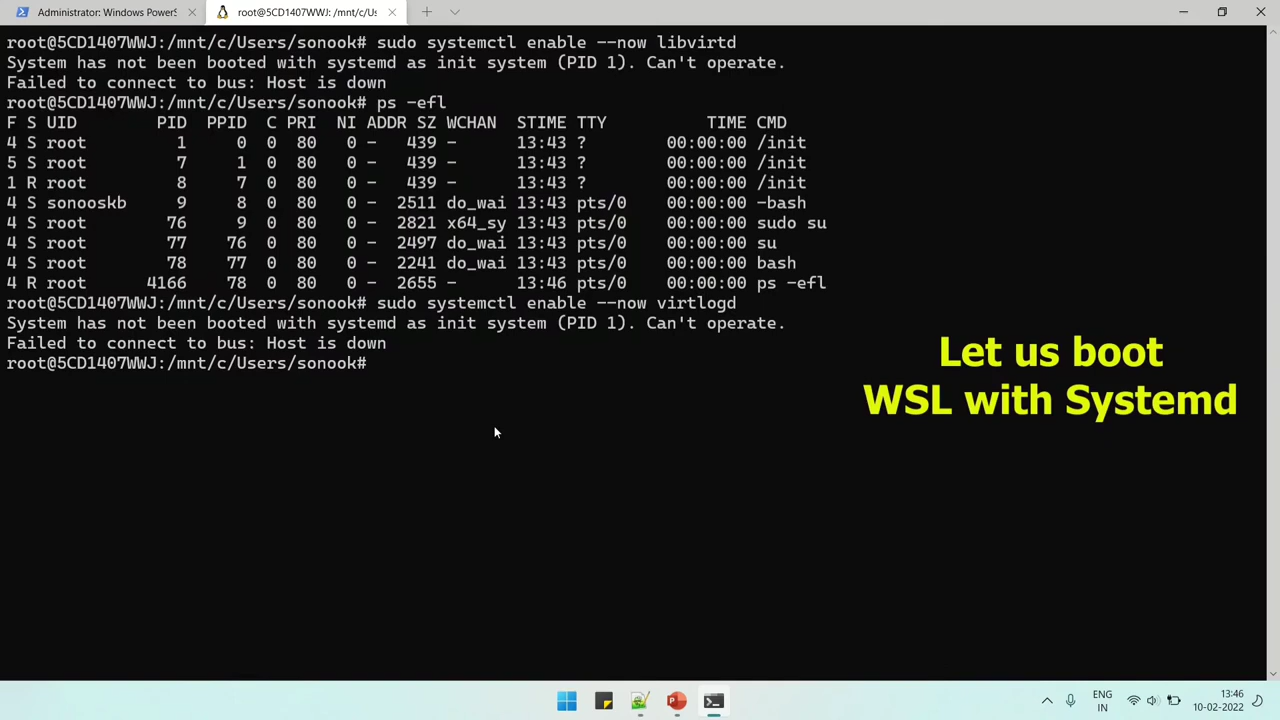 Administrator: Windows PowerS
root@5CD1407WWJ: /mnt/c/Us
root@5CD1407WWJ:/mnt/c/Users/sonook# sudo systemctl enable --now libvirtd
System has not been booted with systemd as init system (PID 1). Can't operate.
Failed to connect to bus: Host is down
root@5CD1407WWJ:/mnt/c/Users/sonook# ps -efl
F S UID PID PPID C PRI NI ADDR SZ WCHAN STIME TTY TIME CMD
4 S root 1 0 0 80 0 - 439 - 13:43 ? 00:00:00 /init
5 S root 7 1 0 80 0 - 439 - 13:43 ? 00:00:00 /init
1 R root 8 7 0 80 0 - 439 - 13:43 ? 00:00:00 /init
4 S sonooskb 9 8 0 80 0 - 2511 do_wai 13:43 pts/0 00:00:00 -bash
4 S root 76 9 0 80 0 - 2821 x64_sy 13:43 pts/0 00:00:00 sudo su
4 S root 77 76 0 80 0 - 2497 do_wai 13:43 pts/0 00:00:00 su
4 S root 78 77 0 80 0 - 2241 do_wai 13:43 pts/0 00:00:00 bash
4 R root 4166 78 0 80 0 - 2655 - 13:46 pts/0 00:00:00 ps -efl
root@5CD1407WWJ:/mnt/c/Users/sonook# sudo systemctl enable --now virtlogd
System has not been booted with systemd as init system (PID 1). Can't operate.
Failed to connect to bus: Host is down
root@5CD1407WWJ:/mnt/c/Users/sonook#
Let us boot
WSL with Systemd
ENG
IN
13:46
10-02-2022